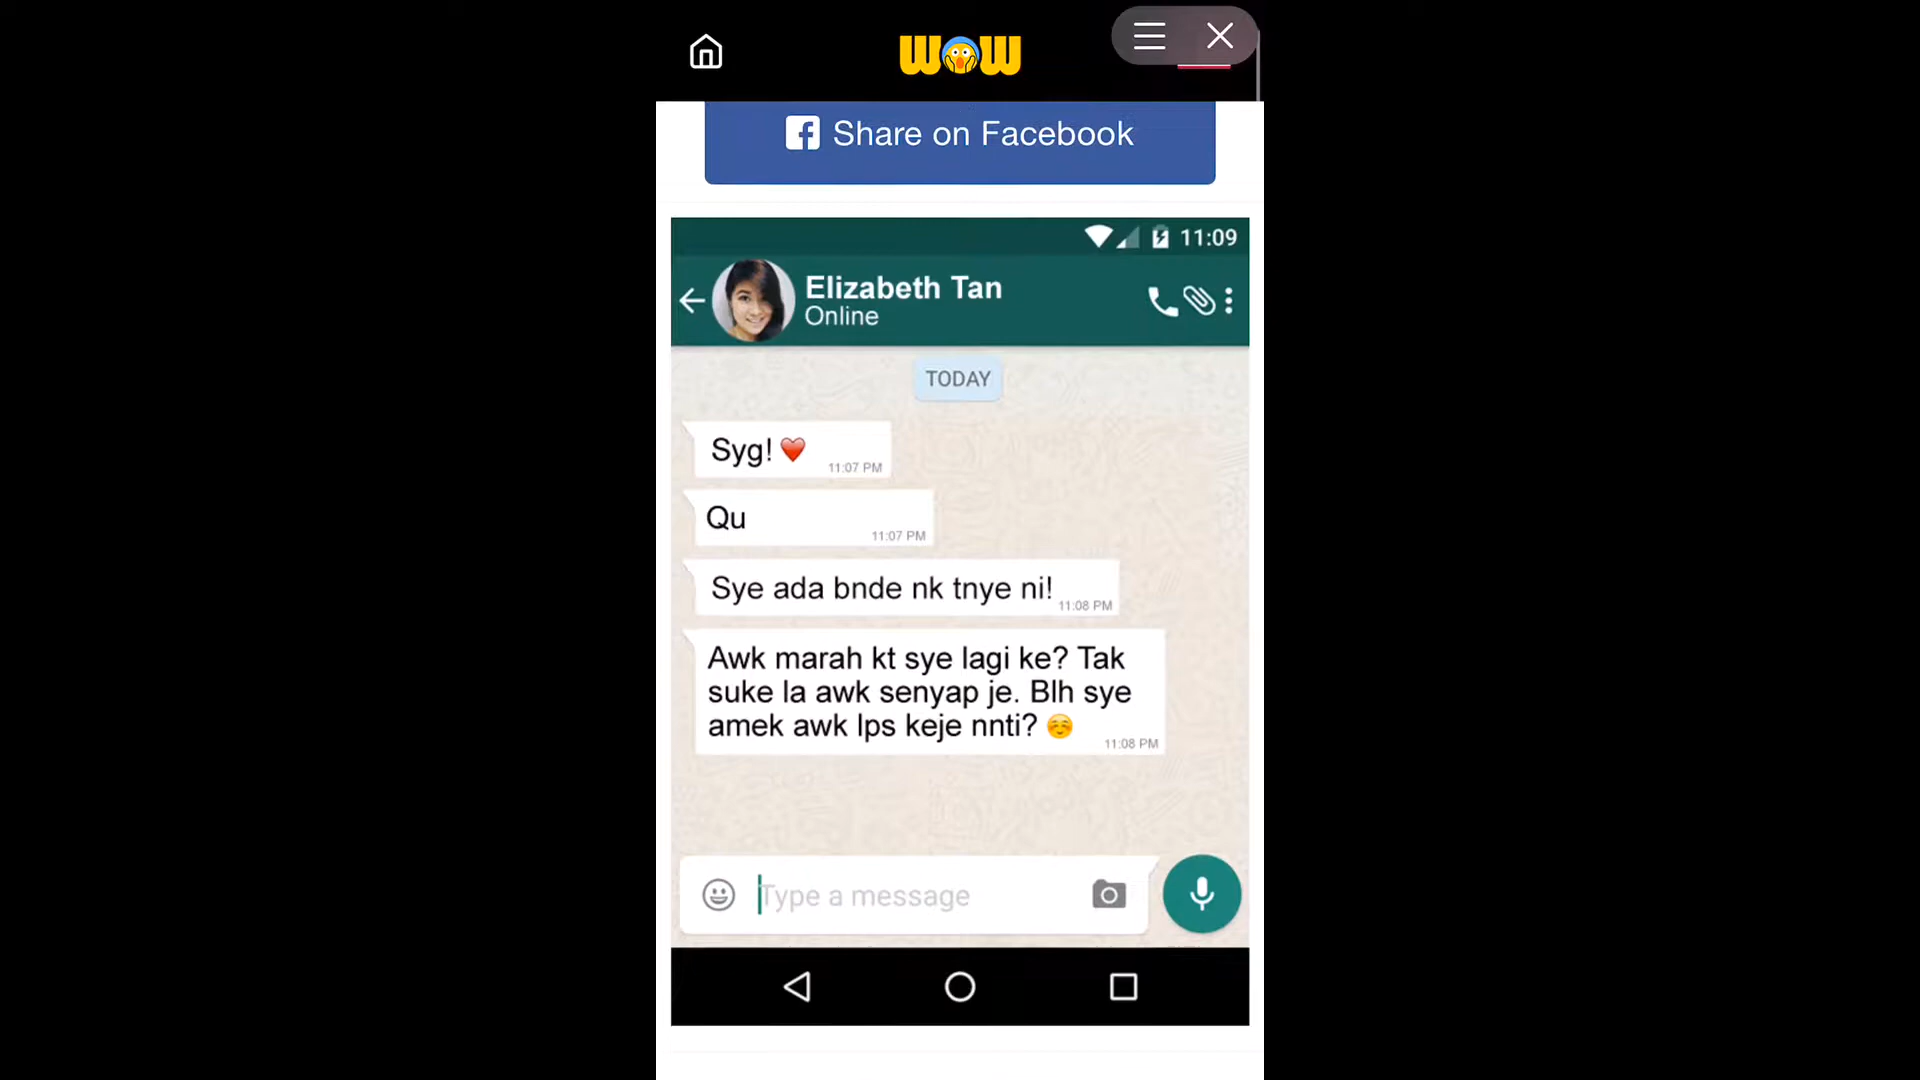 WOW
Share on Facebook
11:09
Elizabeth Tan
Online
TODAY
Syg! ❤️
11:07 PM
Qu
11:07 PM
Sye ada bnde nk tnye ni!
11:08 PM
Awk marah kt sye lagi ke? Tak
suke la awk senyap je. Blh sye
amek awk lps keje nnti? ☺️
11:08 PM
Type a message